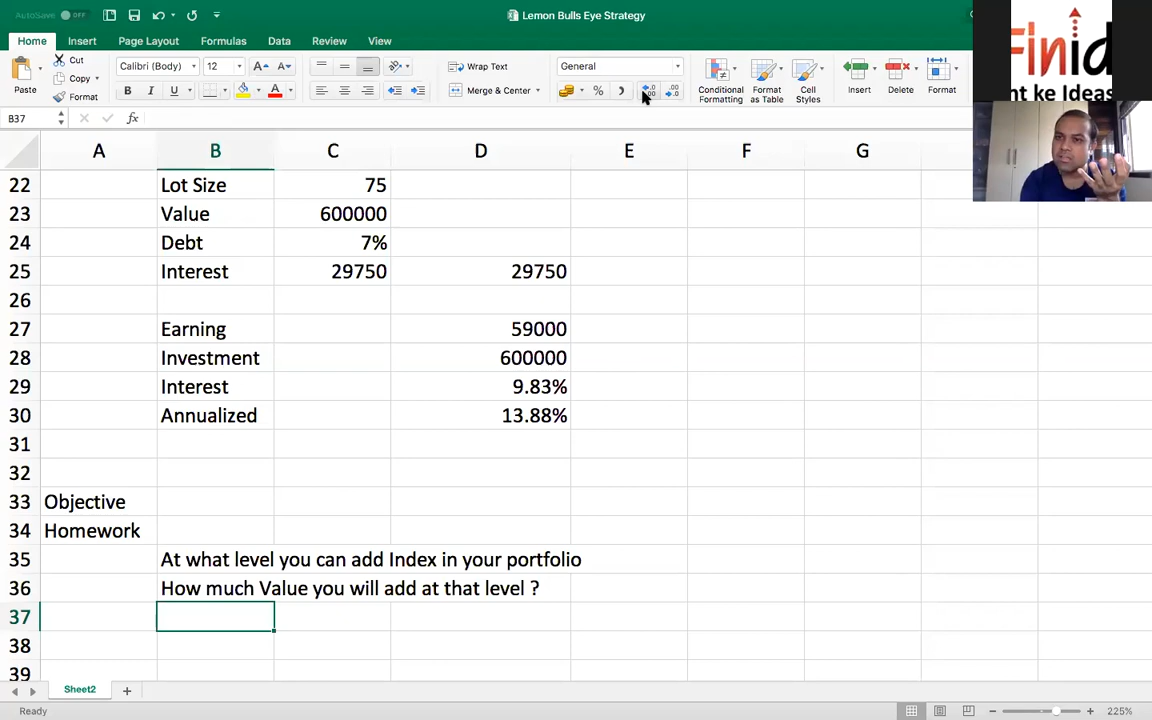 AutoSave OFF
Lemon Bulls Eye Strategy
Home Insert Page Layout Formulas Data Review View
Cut
Copy
Format
Paste
Calibri (Body) 12
B I U
Wrap Text
Merge & Center
General
Conditional Formatting
Format as Table
Cell Styles
Insert
Delete
Format
B37 fx
A B C D E F G
22 Lot Size 75
23 Value 600000
24 Debt 7%
25 Interest 29750 29750
26
27 Earning 59000
28 Investment 600000
29 Interest 9.83%
30 Annualized 13.88%
31
32
33 Objective
34 Homework
35 At what level you can add Index in your portfolio
36 How much Value you will add at that level ?
37
38
39
Sheet2
Ready
225%
Finid
nt ke Ideas